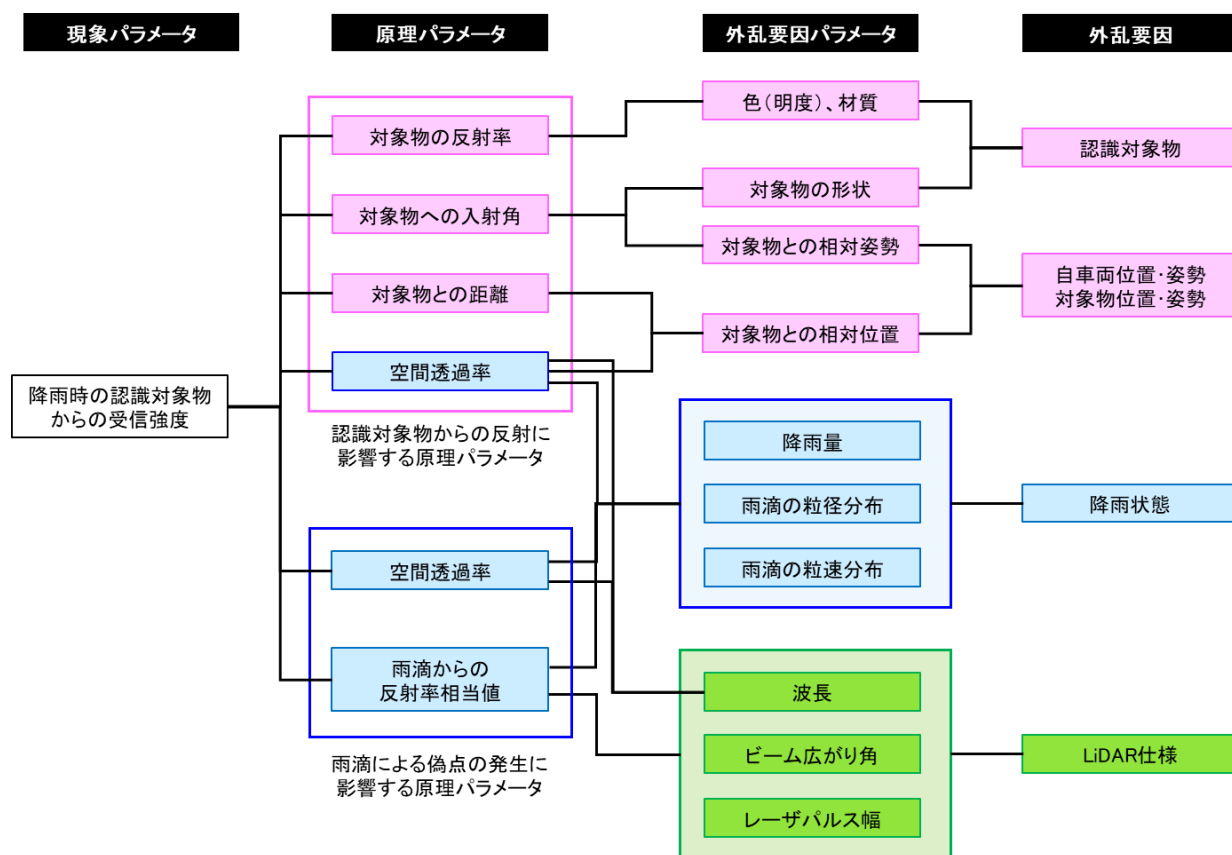 現象パラメータ
原理パラメータ
外乱要因パラメータ
外乱要因
降雨時の認識対象物
からの受信強度
対象物の反射率
対象物への入射角
対象物との距離
空間透過率
認識対象物からの反射に
影響する原理パラメータ
空間透過率
雨滴からの
反射率相当値
雨滴による偽点の発生に
影響する原理パラメータ
色(明度)、材質
対象物の形状
対象物との相対姿勢
対象物との相対位置
降雨量
雨滴の粒径分布
雨滴の粒速分布
波長
ビーム広がり角
レーザパルス幅
認識対象物
自車両位置・姿勢
対象物位置・姿勢
降雨状態
LiDAR仕様